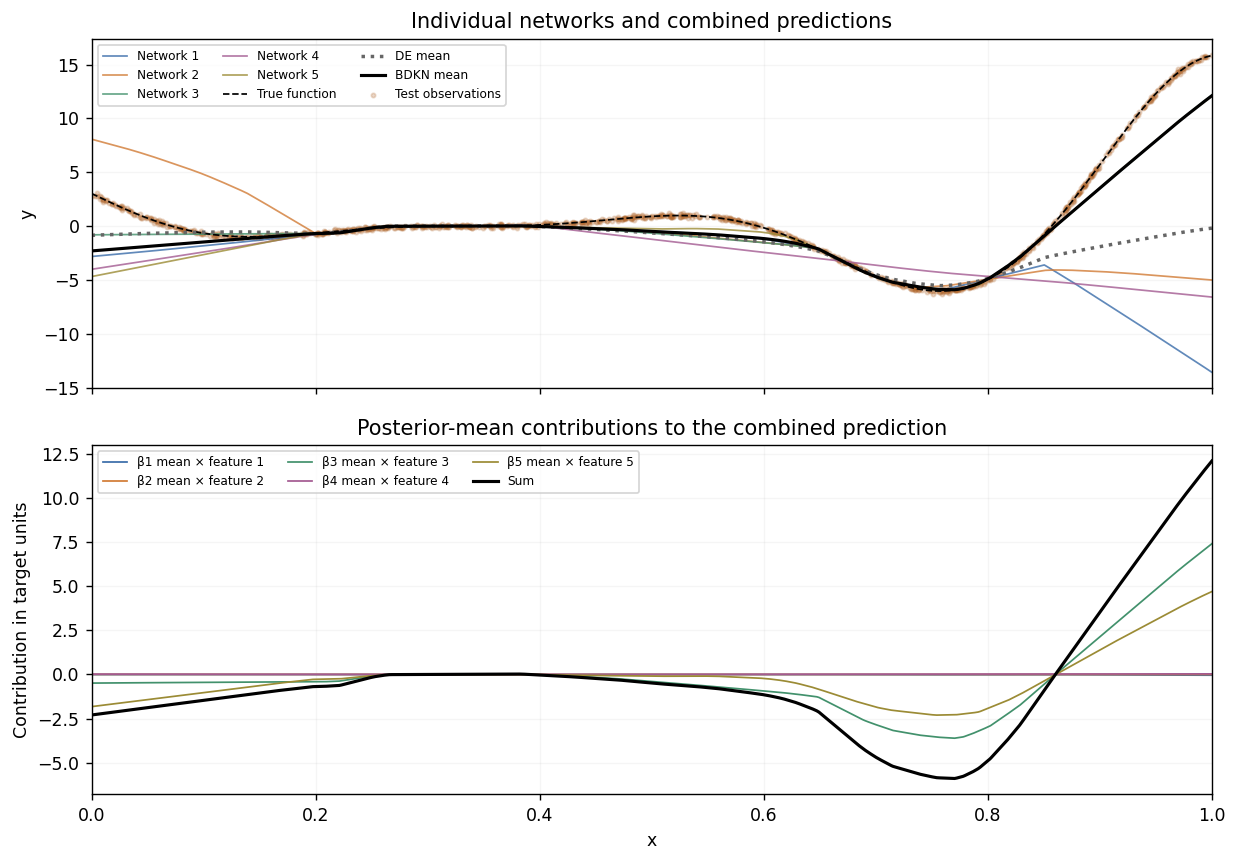 Individual networks and combined predictions
Network 1 Network 4 DE mean
Network 2 Network 5 BDKN mean
Network 3 True function Test observations
15
10
5
0
−5
−10
−15
y
Posterior-mean contributions to the combined prediction
β1 mean × feature 1 β3 mean × feature 3 β5 mean × feature 5
β2 mean × feature 2 β4 mean × feature 4 Sum
12.5
10.0
7.5
5.0
2.5
0.0
−2.5
−5.0
Contribution in target units
0.0 0.2 0.4 0.6 0.8 1.0
x